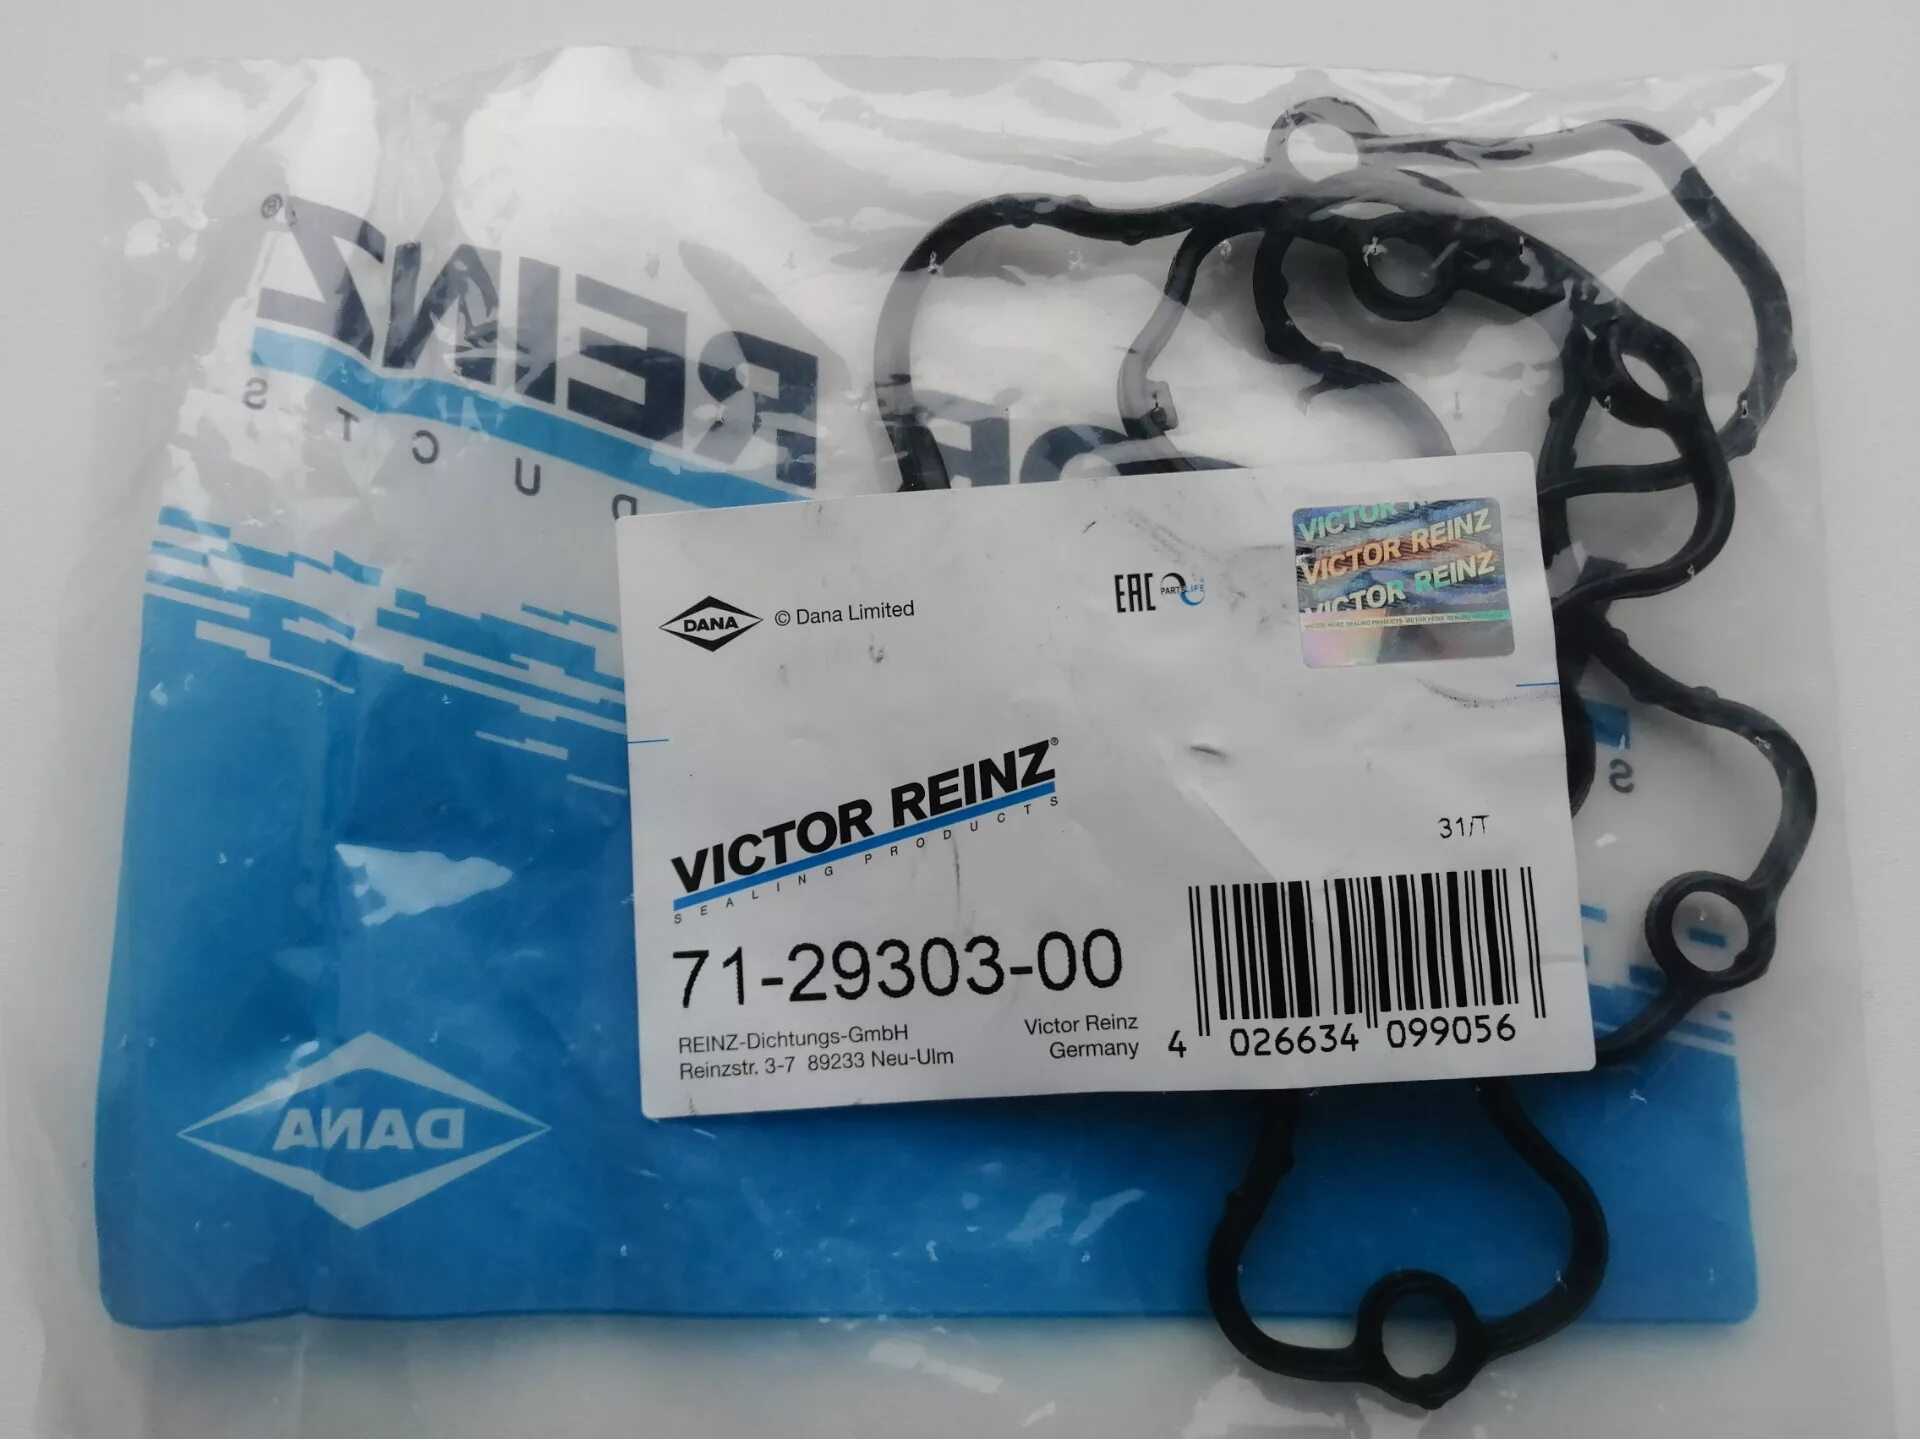 REINZ®
D U C T S
DANA © Dana Limited
EAC PARTSLIFE
VICTOR REINZ
VICTOR REINZ
VICTOR REINZ
VICTOR REINZ®
SEALING PRODUCTS
31/T
71-29303-00
REINZ-Dichtungs-GmbH
Reinzstr. 3-7 89233 Neu-Ulm
Victor Reinz
Germany
4 026634 099056
S
DANA